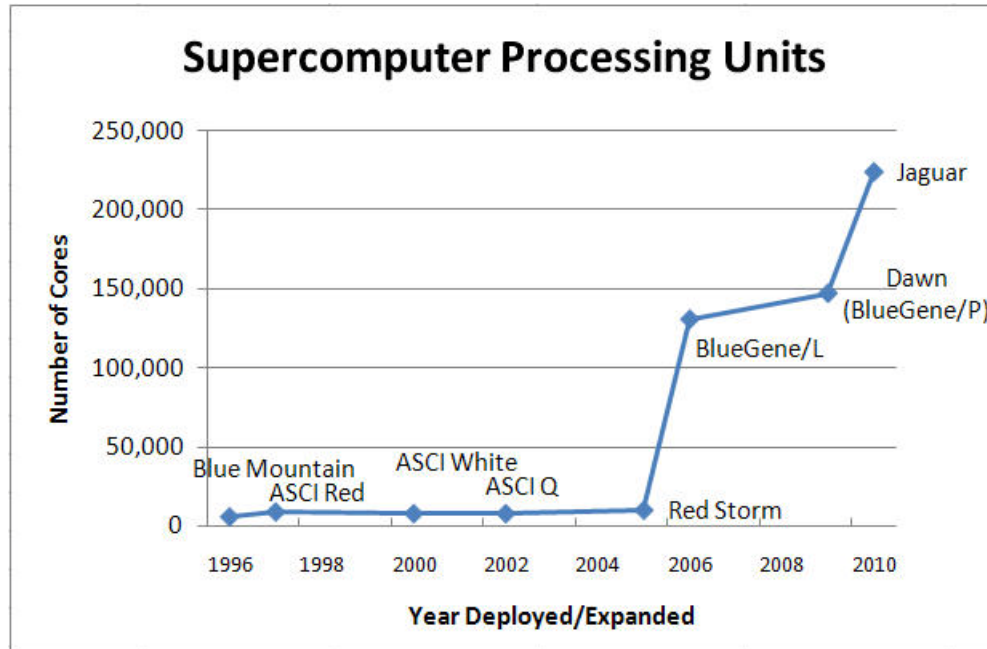 Supercomputer Processing Units
250,000
200,000
150,000
100,000
50,000
0
Number of Cores
Jaguar
Dawn
(BlueGene/P)
BlueGene/L
ASCI White
Blue Mountain
ASCI Red
ASCI Q
Red Storm
1996 1998 2000 2002 2004 2006 2008 2010
Year Deployed/Expanded